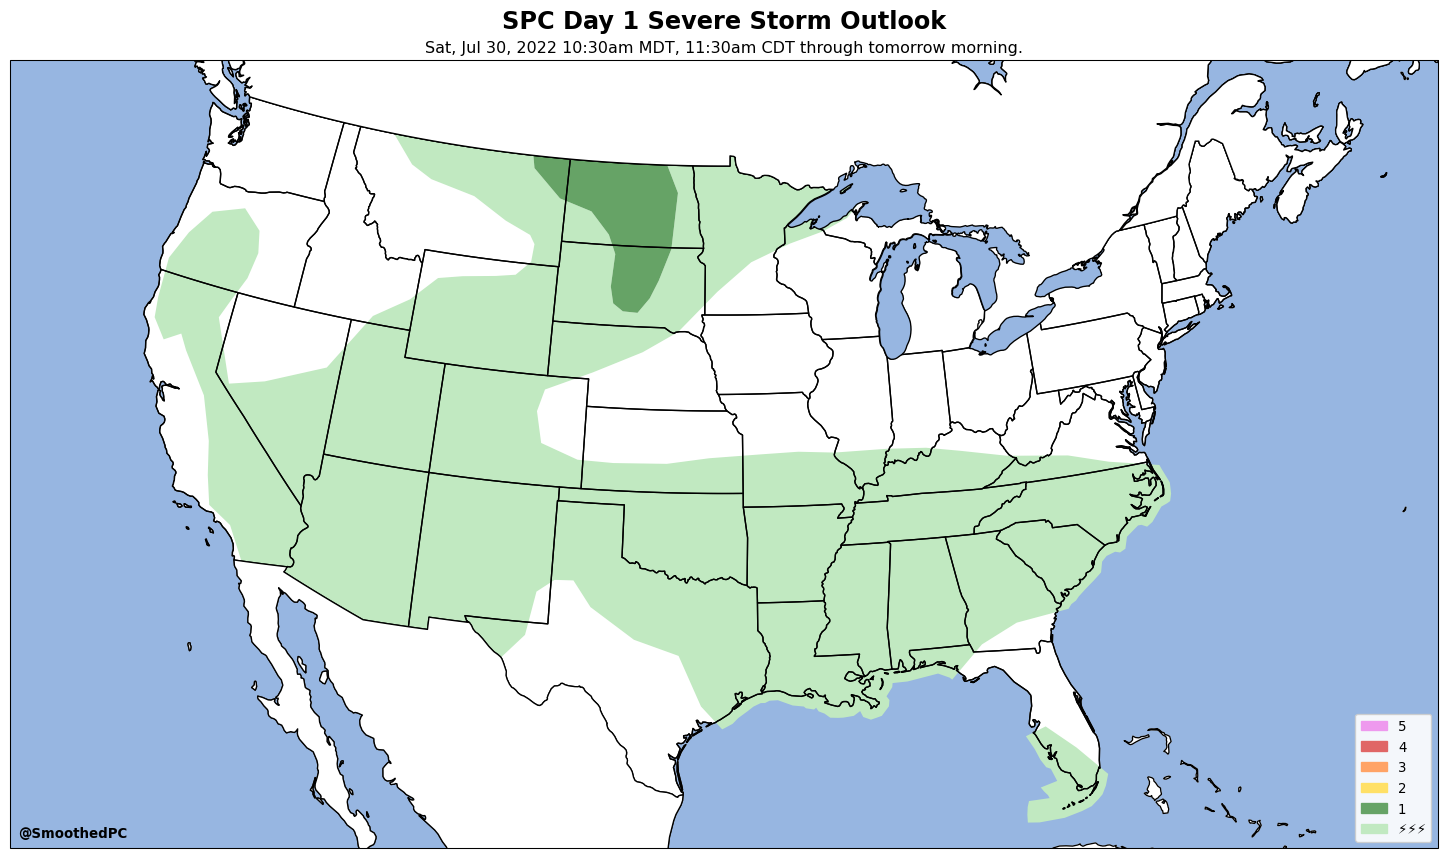 SPC Day 1 Severe Storm Outlook
Sat, Jul 30, 2022 10:30am MDT, 11:30am CDT through tomorrow morning.
5
4
3
2
1
⚡⚡⚡
@SmoothedPC